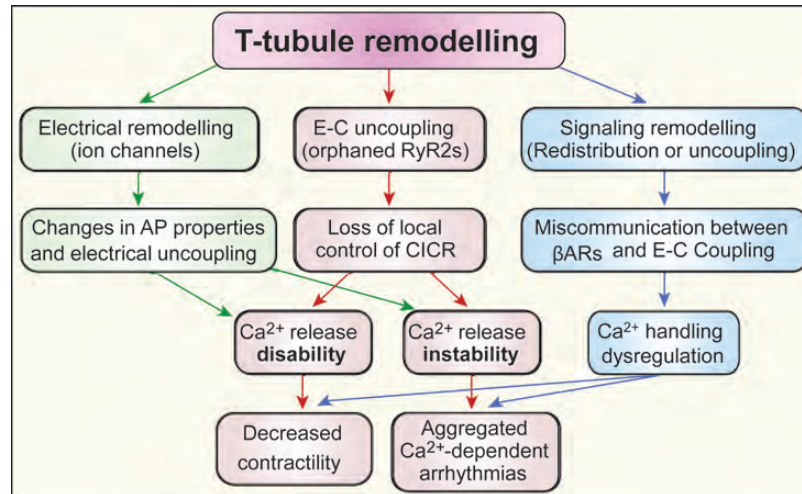 T-tubule remodelling
Electrical remodelling
(ion channels)
E-C uncoupling
(orphaned RyR2s)
Signaling remodelling
(Redistribution or uncoupling)
Changes in AP properties
and electrical uncoupling
Loss of local
control of CICR
Miscommunication between
βARs and E-C Coupling
Ca²⁺ release
disability
Ca²⁺ release
instability
Ca²⁺ handling
dysregulation
Decreased
contractility
Aggregated
Ca²⁺-dependent
arrhythmias